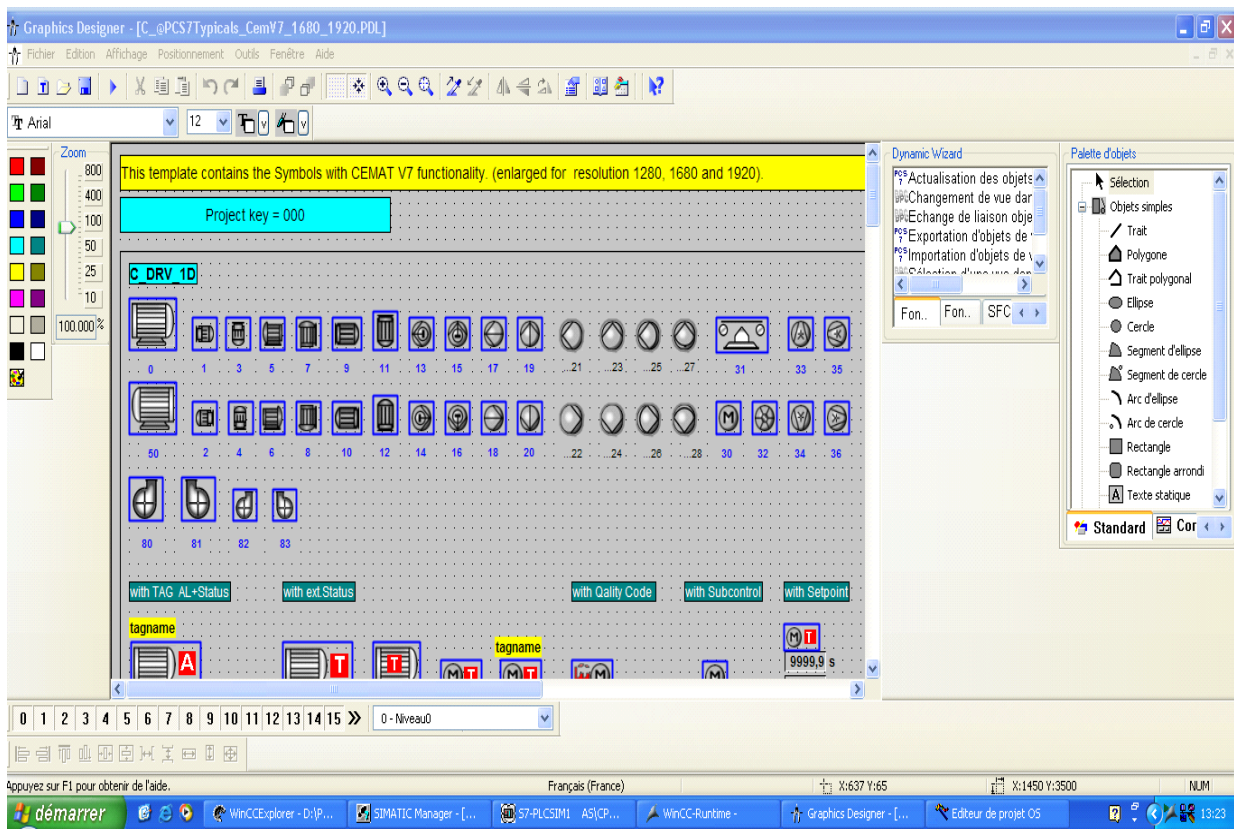 Graphics Designer - [C_@PCS7Typicals_CemV7_1680_1920.PDL]
Fichier Edition Affichage Positionnement Outils Fenêtre Aide
Arial 12
Zoom
800
400
100
50
25
10
100.000 %
This template contains the Symbols with CEMAT V7 functionality. (enlarged for resolution 1280, 1680 and 1920).
Project key = 000
C_DRV_1D
0 1 3 5 7 9 11 13 15 17 19 ...21 ...23 ...25 ...27 31 33 35
50 2 4 6 8 10 12 14 16 18 20 ...22 ...24 ...26 ...28 30 32 34 36
80 81 82 83
with TAG AL+Status with ext.Status with Qality Code with Subcontrol with Setpoint
tagname
A T T M T
tagname
M T M M
M T
9999,9 s
Dynamic Wizard
Actualisation des objets
Changement de vue dar
Echange de liaison obje
Exportation d'objets de
Importation d'objets de v
Sélection d'une vue dan
Fon.. Fon.. SFC
Palette d'objets
Sélection
Objets simples
Trait
Polygone
Trait polygonal
Ellipse
Cercle
Segment d'ellipse
Segment de cercle
Arc d'ellipse
Arc de cercle
Rectangle
Rectangle arrondi
A Texte statique
Standard Cor
0 1 2 3 4 5 6 7 8 9 10 11 12 13 14 15 0 - Niveau0
Appuyez sur F1 pour obtenir de l'aide. Français (France) X:637 Y:65 X:1450 Y:3500 NUM
démarrer WinCCExplorer - D:\P... SIMATIC Manager - [... S7-PLCSIM1 AS\CP... WinCC-Runtime - Graphics Designer - [... Editeur de projet OS 13:23